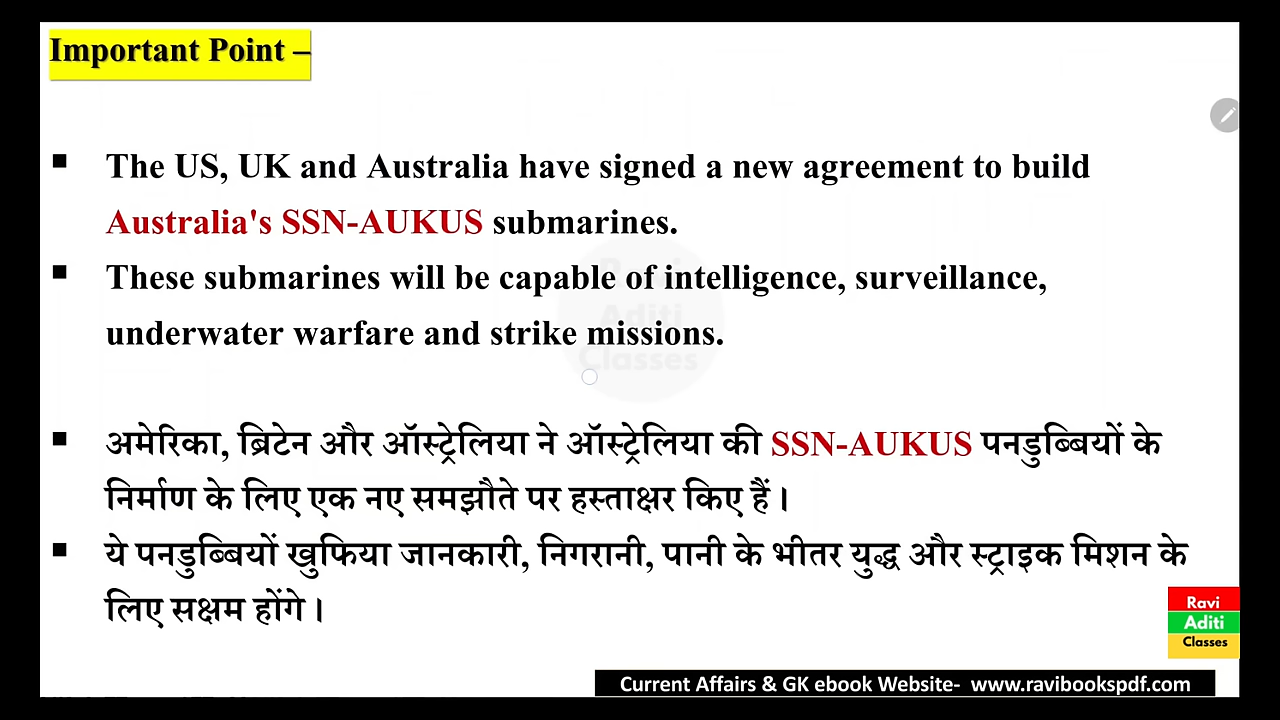 Important Point –
▪ The US, UK and Australia have signed a new agreement to build
Australia's SSN-AUKUS submarines.
▪ These submarines will be capable of intelligence, surveillance,
underwater warfare and strike missions.
Ravi
Aditi
Classes
▪ अमेरिका, ब्रिटेन और ऑस्ट्रेलिया ने ऑस्ट्रेलिया की SSN-AUKUS पनडुब्बियों के
निर्माण के लिए एक नए समझौते पर हस्ताक्षर किए हैं।
▪ ये पनडुब्बियों खुफिया जानकारी, निगरानी, पानी के भीतर युद्ध और स्ट्राइक मिशन के
लिए सक्षम होंगे।
Ravi
Aditi
Classes
Current Affairs & GK ebook Website- www.ravibookspdf.com